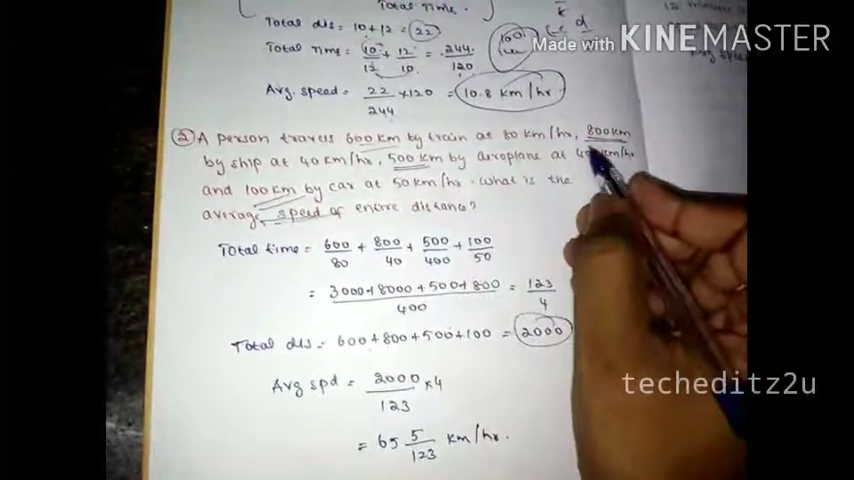 Total Time.
Total dis = 10 + 12 = 22
Total Time = 10/12 + 12/10 = 244/120
Avg. speed = 22/244 × 120 = 10.8 km/hr
② A person travels 600 km by train at 80 km/hr, 800 km
by ship at 40 km/hr, 500 km by aeroplane at km/hr
and 100 km by car at 50 km/hr. what is the
average speed of entire distance?
Total time = 600/80 + 800/40 + 500/400 + 100/50
= 3000 + 8000 + 500 + 800/400 = 123/4
Total dis = 600 + 800 + 500 + 100 = 2000
Avg spd = 2000/123 × 4
= 65 5/123 km/hr.
Made with KINEMASTER
techeditz2u